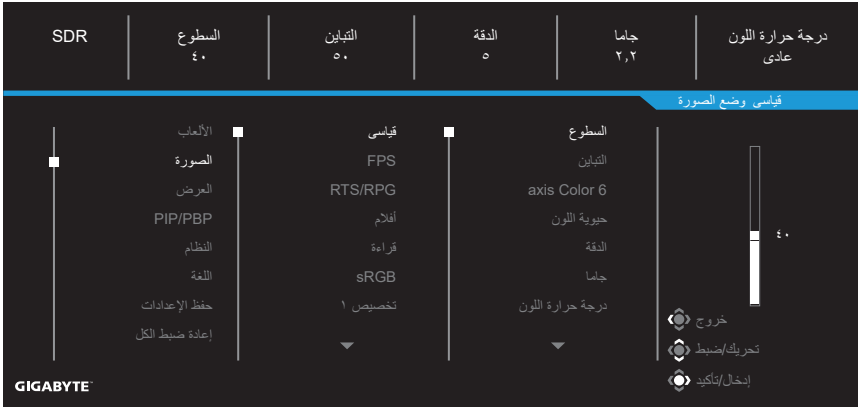 SDR
السطوع
٤٠
التباين
٥٠
الدقة
٥
جاما
٢,٢
درجة حرارة اللون
عادى
قياسى وضع الصورة
الألعاب
الصورة
العرض
PIP/PBP
النظام
اللغة
حفظ الإعدادات
إعادة ضبط الكل
قياسى
FPS
RTS/RPG
أفلام
قراءة
sRGB
تخصيص ١
السطوع
التباين
axis Color 6
حيوية اللون
الدقة
جاما
درجة حرارة اللون
٤٠
خروج
تحريك/ضبط
إدخال/تأكيد
GIGABYTE™